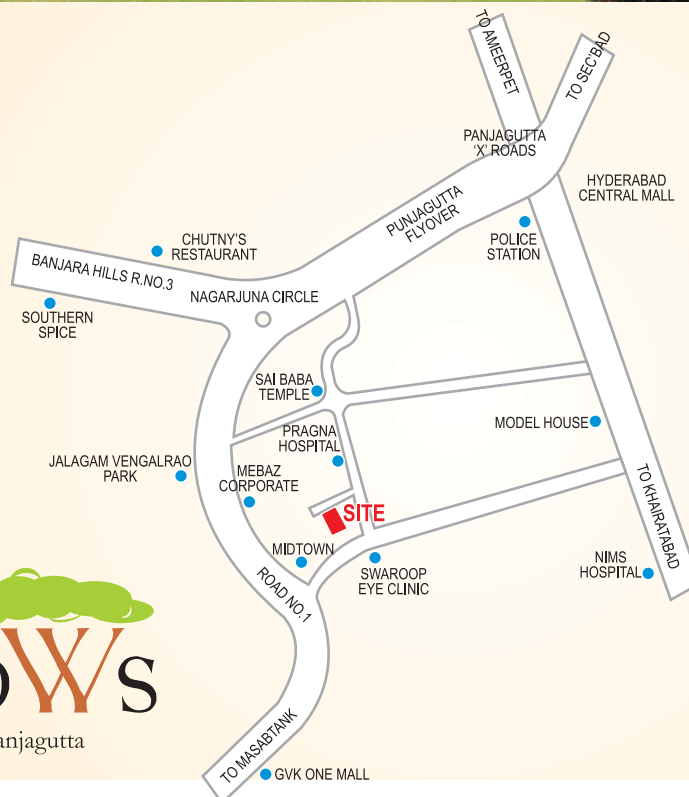 TO AMEERPET
TO SEC'BAD
PANJAGUTTA
'X' ROADS
HYDERABAD
CENTRAL MALL
PUNJAGUTTA
FLYOVER
POLICE
STATION
CHUTNY'S
RESTAURANT
BANJARA HILLS R.NO.3
NAGARJUNA CIRCLE
SOUTHERN
SPICE
SAI BABA
TEMPLE
MODEL HOUSE
PRAGNA
HOSPITAL
JALAGAM VENGALRAO
PARK
MEBAZ
CORPORATE
TO KHAIRATABAD
SITE
MIDTOWN
SWAROOP
EYE CLINIC
NIMS
HOSPITAL
ROAD NO.1
WS
anjagutta
TO MASABTANK
GVK ONE MALL